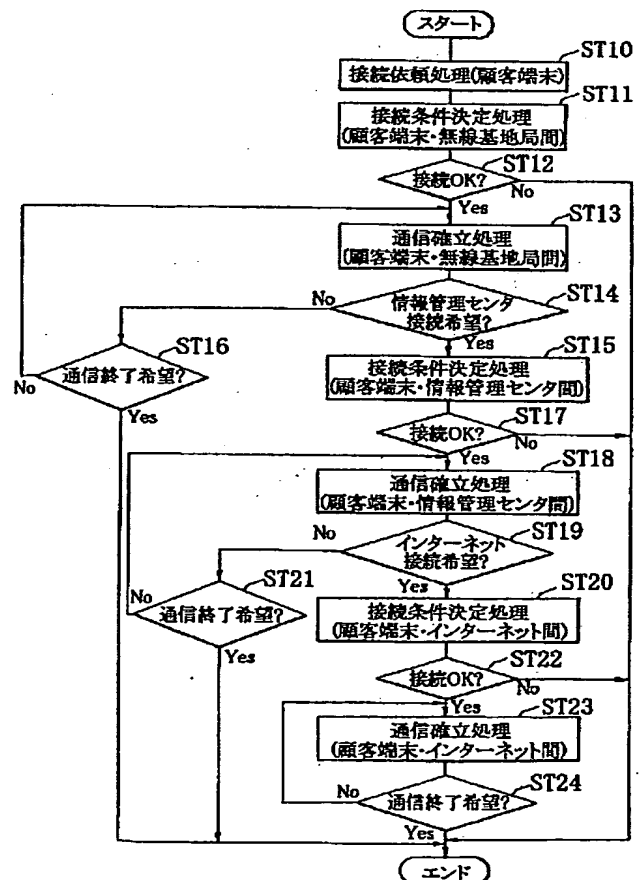 スタート
ST10
接続依頼処理(顧客端末)
ST11
接続条件決定処理
(顧客端末・無線基地局間)
ST12
接続OK?
No
Yes
ST13
通信確立処理
(顧客端末・無線基地局間)
ST14
No
情報管理センタ
接続希望?
Yes
ST15
ST16
接続条件決定処理
(顧客端末・情報管理センタ間)
No
通信終了希望?
Yes
ST17
接続OK?
No
Yes
ST18
通信確立処理
(顧客端末・情報管理センタ間)
ST19
No
インターネット
接続希望?
Yes
ST20
ST21
No
通信終了希望?
接続条件決定処理
(顧客端末・インターネット間)
Yes
ST22
接続OK?
No
Yes
ST23
通信確立処理
(顧客端末・インターネット間)
ST24
No
通信終了希望?
Yes
エンド